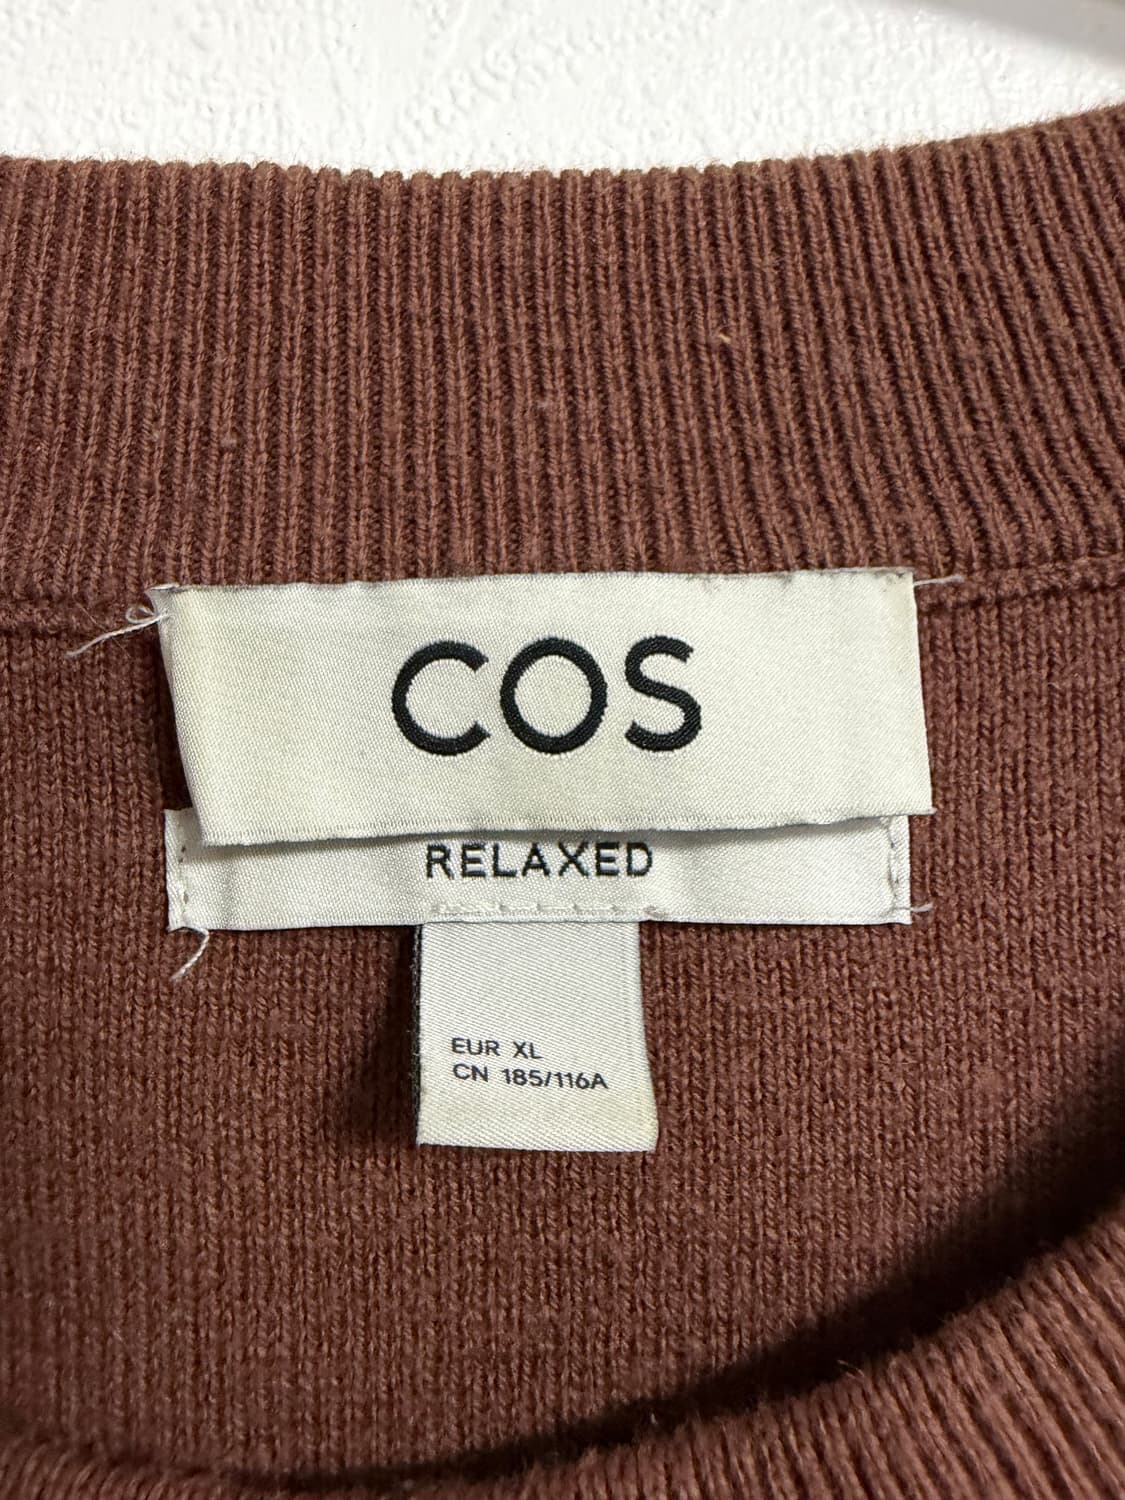 COS
RELAXED
EUR XL
CN 185/116A